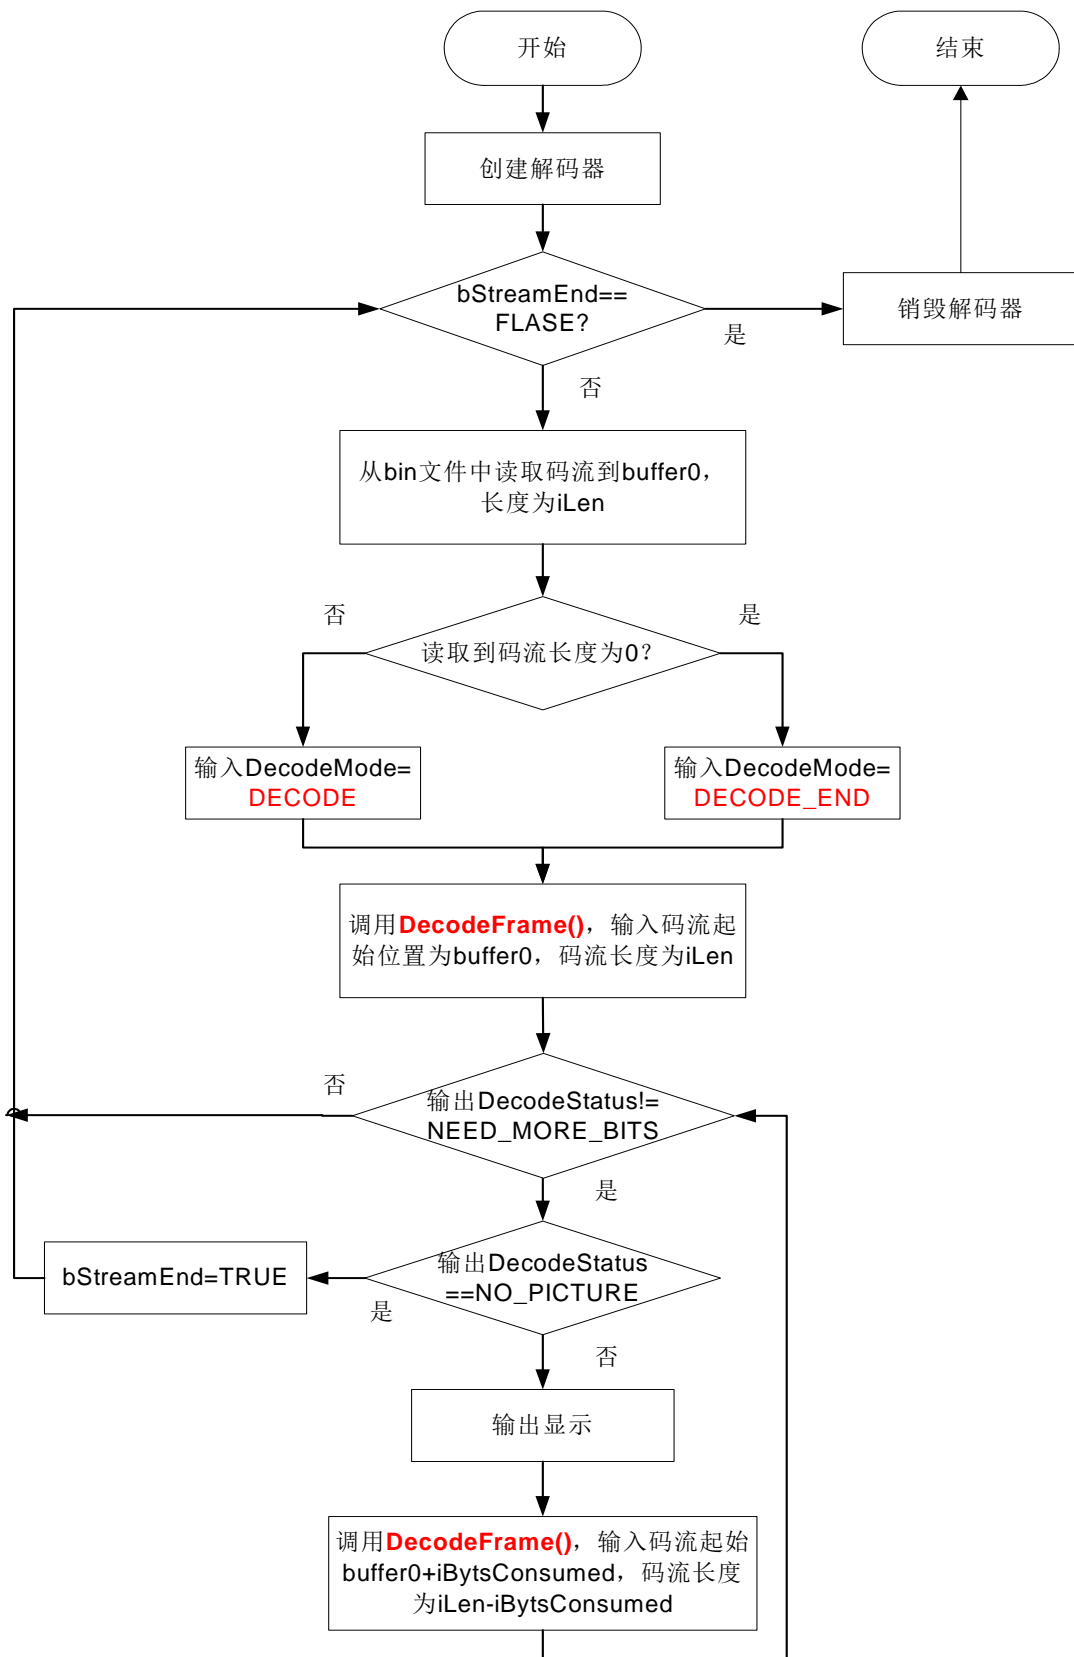 开始
结束
创建解码器
bStreamEnd==
FLASE?
是
销毁解码器
否
从bin文件中读取码流到buffer0，
长度为iLen
否
是
读取到码流长度为0？
输入DecodeMode=
DECODE
输入DecodeMode=
DECODE_END
调用DecodeFrame()，输入码流起
始位置为buffer0，码流长度为iLen
否
输出DecodeStatus!=
NEED_MORE_BITS
是
输出DecodeStatus
==NO_PICTURE
bStreamEnd=TRUE
是
否
输出显示
调用DecodeFrame()，输入码流起始
buffer0+iBytsConsumed，码流长度
为iLen-iBytsConsumed